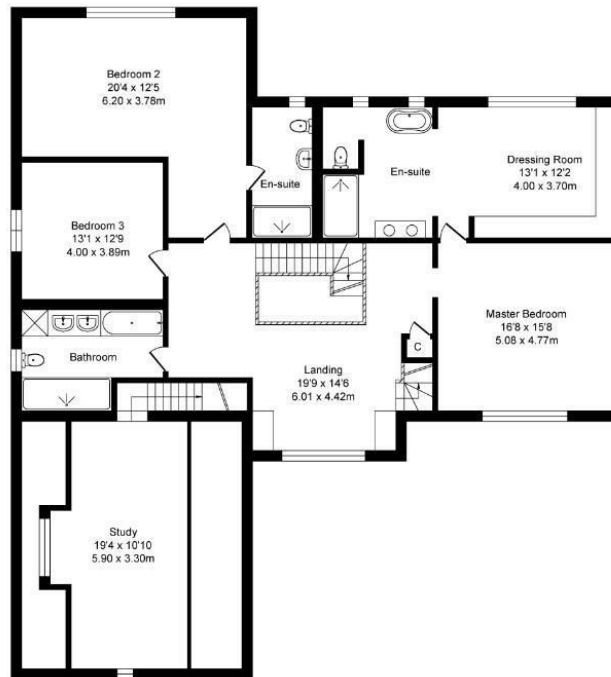 Bedroom 2
20'4 x 12'5
6.20 x 3.78m
En-suite
En-suite
Dressing Room
13'1 x 12'2
4.00 x 3.70m
Bedroom 3
13'1 x 12'9
4.00 x 3.89m
Master Bedroom
16'8 x 15'8
5.08 x 4.77m
C
Bathroom
Landing
19'9 x 14'6
6.01 x 4.42m
Study
19'4 x 10'10
5.90 x 3.30m